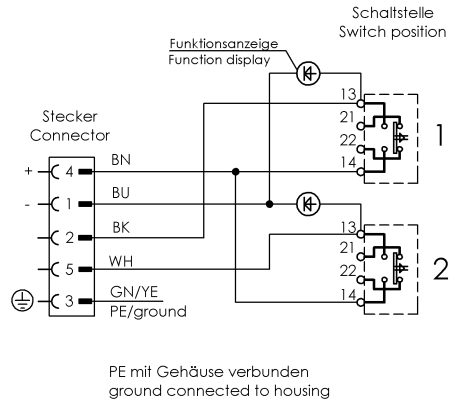 Schaltstelle
Switch position
Funktionsanzeige
Function display
13
21
22
14
1
Stecker
Connector
+ 4 BN
- 1 BU
2 BK
5 WH
3 GN/YE
PE/ground
13
21
22
14
2
PE mit Gehäuse verbunden
ground connected to housing